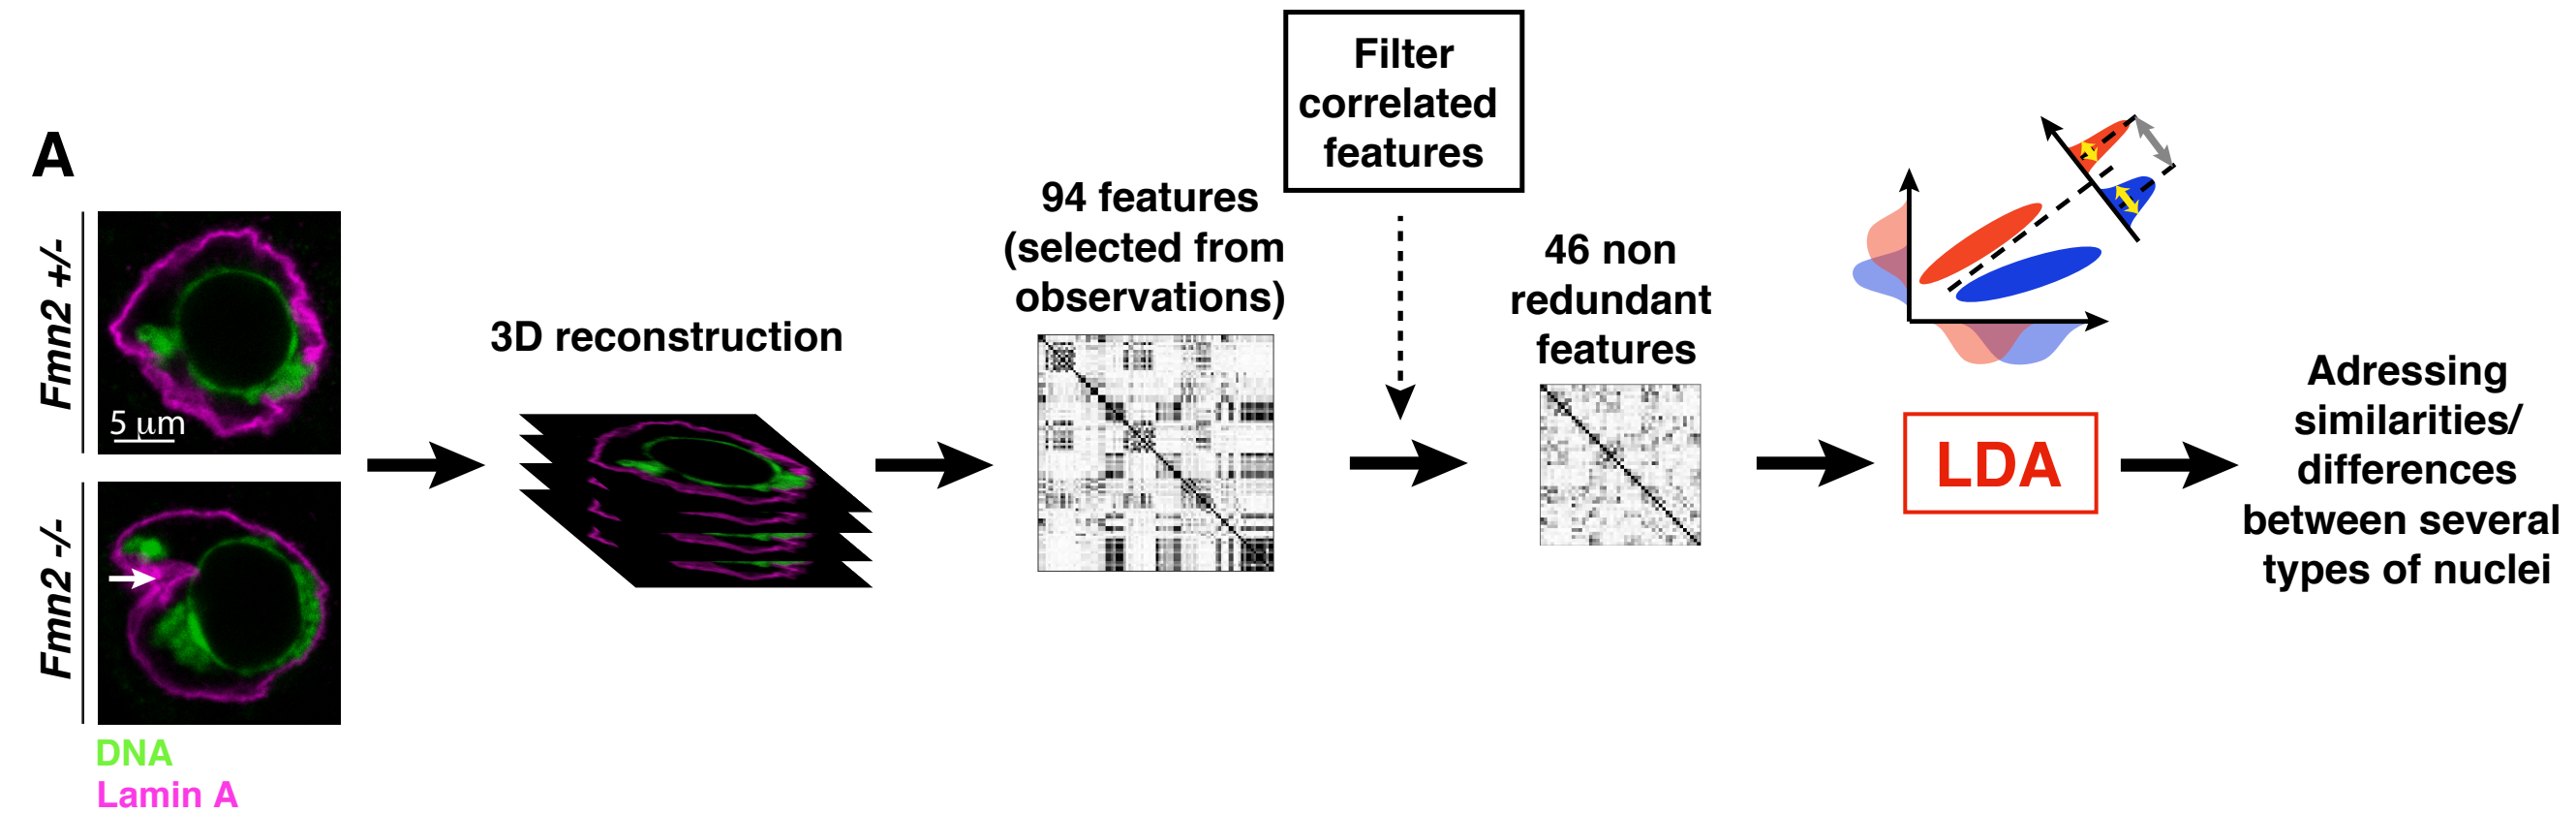 A
Fmn2 +/-
5 µm
Fmn2 -/-
DNA
Lamin A
3D reconstruction
94 features
(selected from
observations)
Filter
correlated
features
46 non
redundant
features
LDA
Adressing
similarities/
differences
between several
types of nuclei